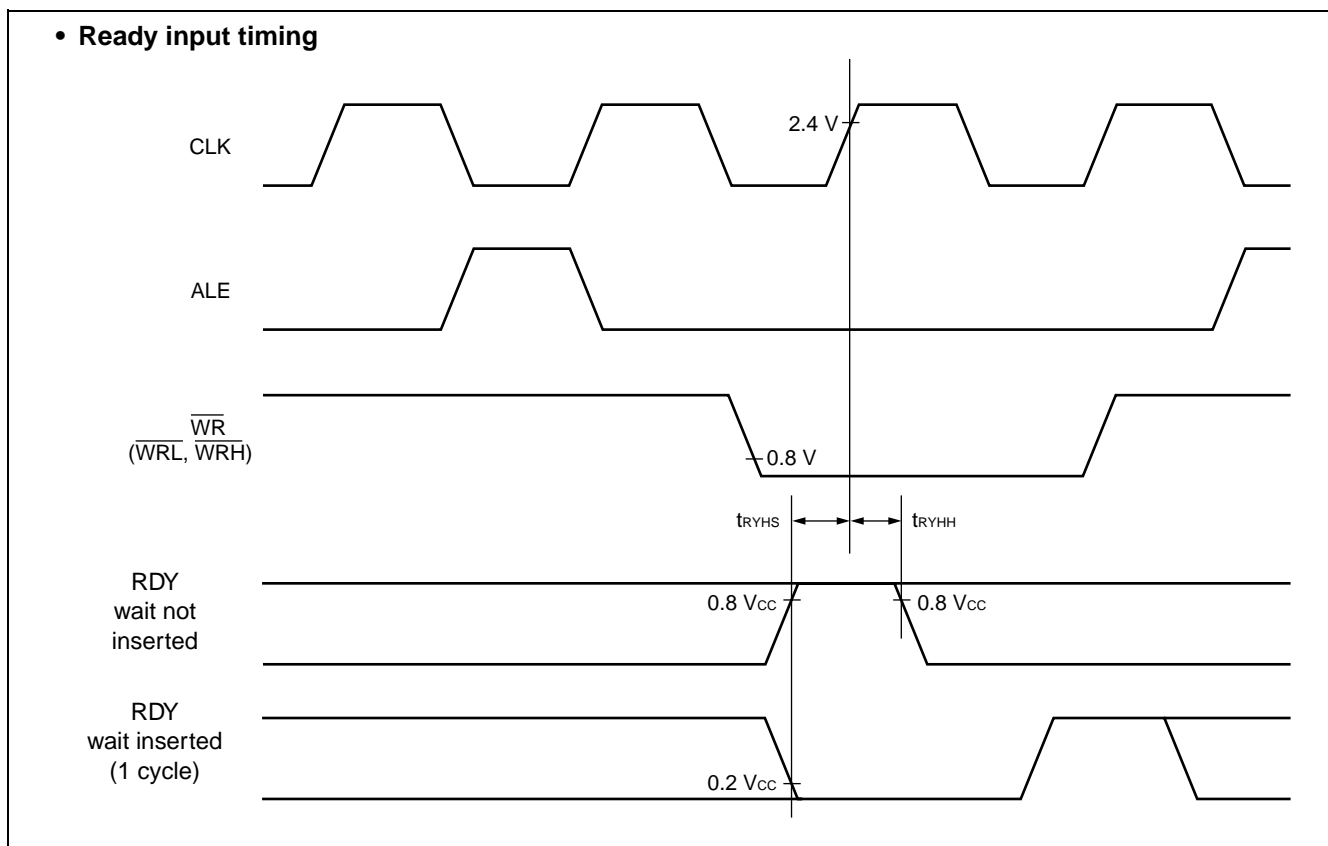 • Ready input timing
CLK
2.4 V
ALE
WR
(WRL, WRH)
0.8 V
tRYHS
tRYHH
RDY
wait not
inserted
0.8 VCC
0.8 VCC
RDY
wait inserted
(1 cycle)
0.2 VCC